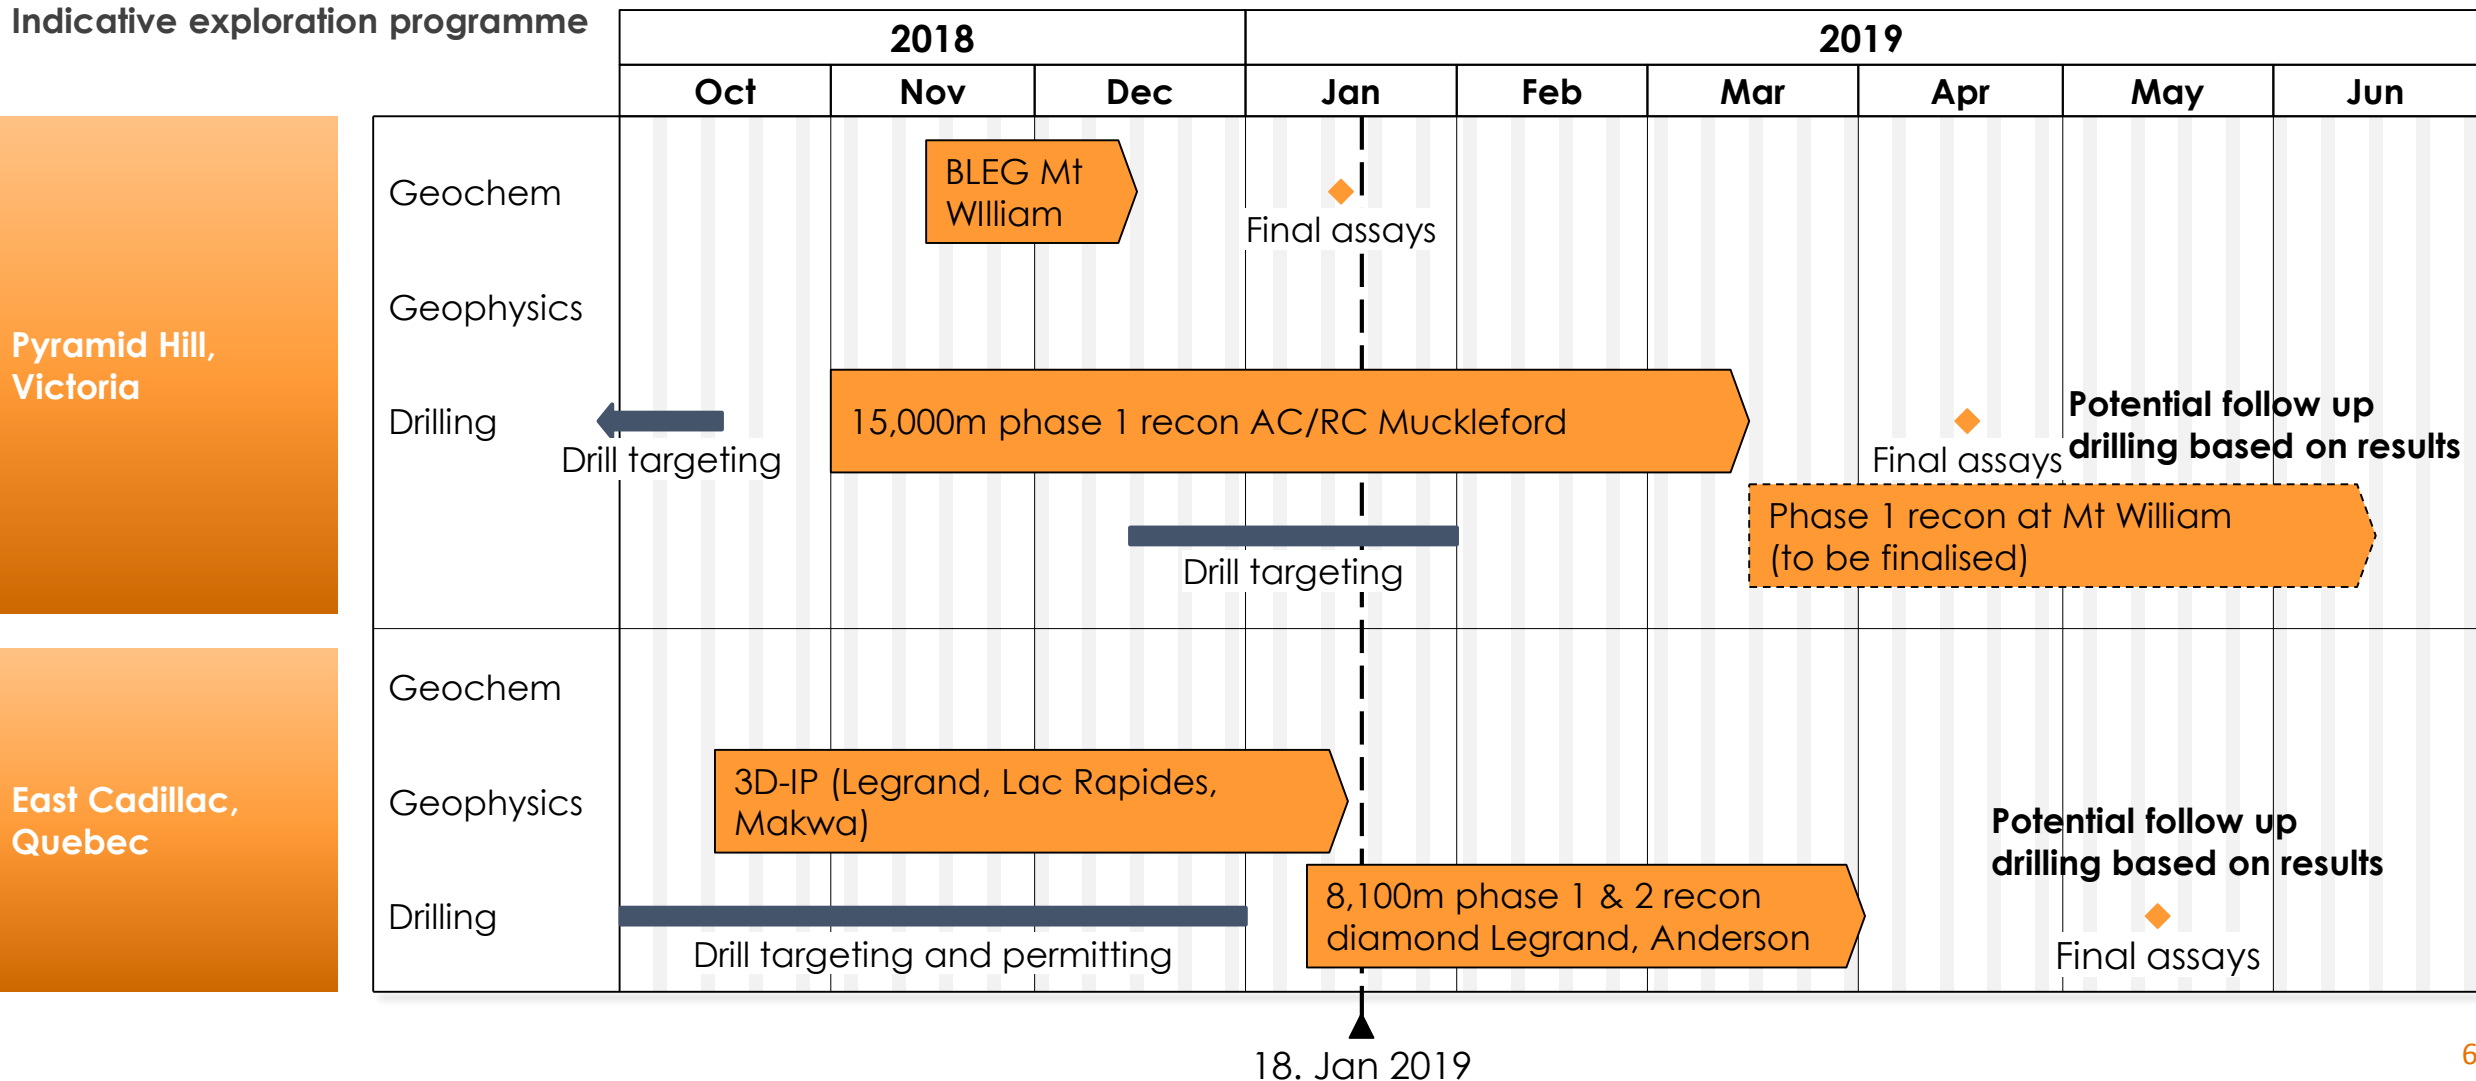 Indicative exploration programme
2018
2019
Oct
Nov
Dec
Jan
Feb
Mar
Apr
May
Jun
Pyramid Hill,
Victoria
Geochem
BLEG Mt
WIlliam
Final assays
Geophysics
Drilling
Drill targeting
15,000m phase 1 recon AC/RC Muckleford
Final assays
Potential follow up
drilling based on results
Drill targeting
Phase 1 recon at Mt William
(to be finalised)
East Cadillac,
Quebec
Geochem
Geophysics
3D-IP (Legrand, Lac Rapides,
Makwa)
Potential follow up
drilling based on results
Drilling
Drill targeting and permitting
8,100m phase 1 & 2 recon
diamond Legrand, Anderson
Final assays
18. Jan 2019
6